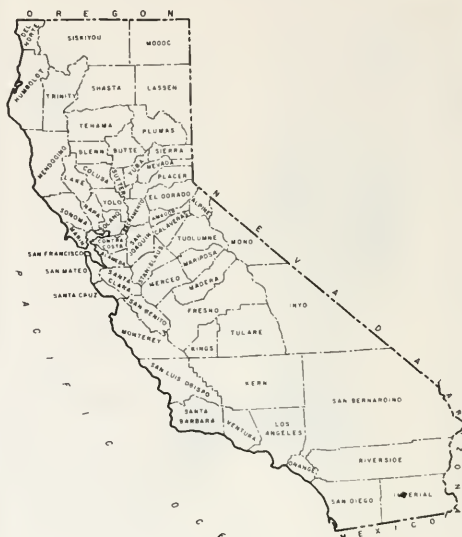 OREGON
DEL NORTE
SISKIYOU
MODOC
HUMBOLDT
TRINITY
SHASTA
LASSEN
TEHAMA
PLUMAS
MENDOCINO
GLENN
BUTTE
SIERRA
NEVADA
YUBA
PLACER
COLUSA
SUTTER
LAKE
YOLO
EL DORADO
NAPA
SONOMA
SACRAMENTO
AMADOR
ALPINE
SOLANO
CALAVERAS
MARIN
CONTRA COSTA
SAN JOAQUIN
TUOLUMNE
MONO
SAN FRANCISCO
ALAMEDA
STANISLAUS
MARIPOSA
SAN MATEO
SANTA CLARA
MERCED
MADERA
SANTA CRUZ
SAN BENITO
FRESNO
INYO
MONTEREY
KINGS
TULARE
SAN LUIS OBISPO
KERN
SAN BERNARDINO
SANTA BARBARA
VENTURA
LOS ANGELES
ORANGE
RIVERSIDE
SAN DIEGO
IMPERIAL
NEVADA
ARIZONA
MEXICO
PACIFIC
OC